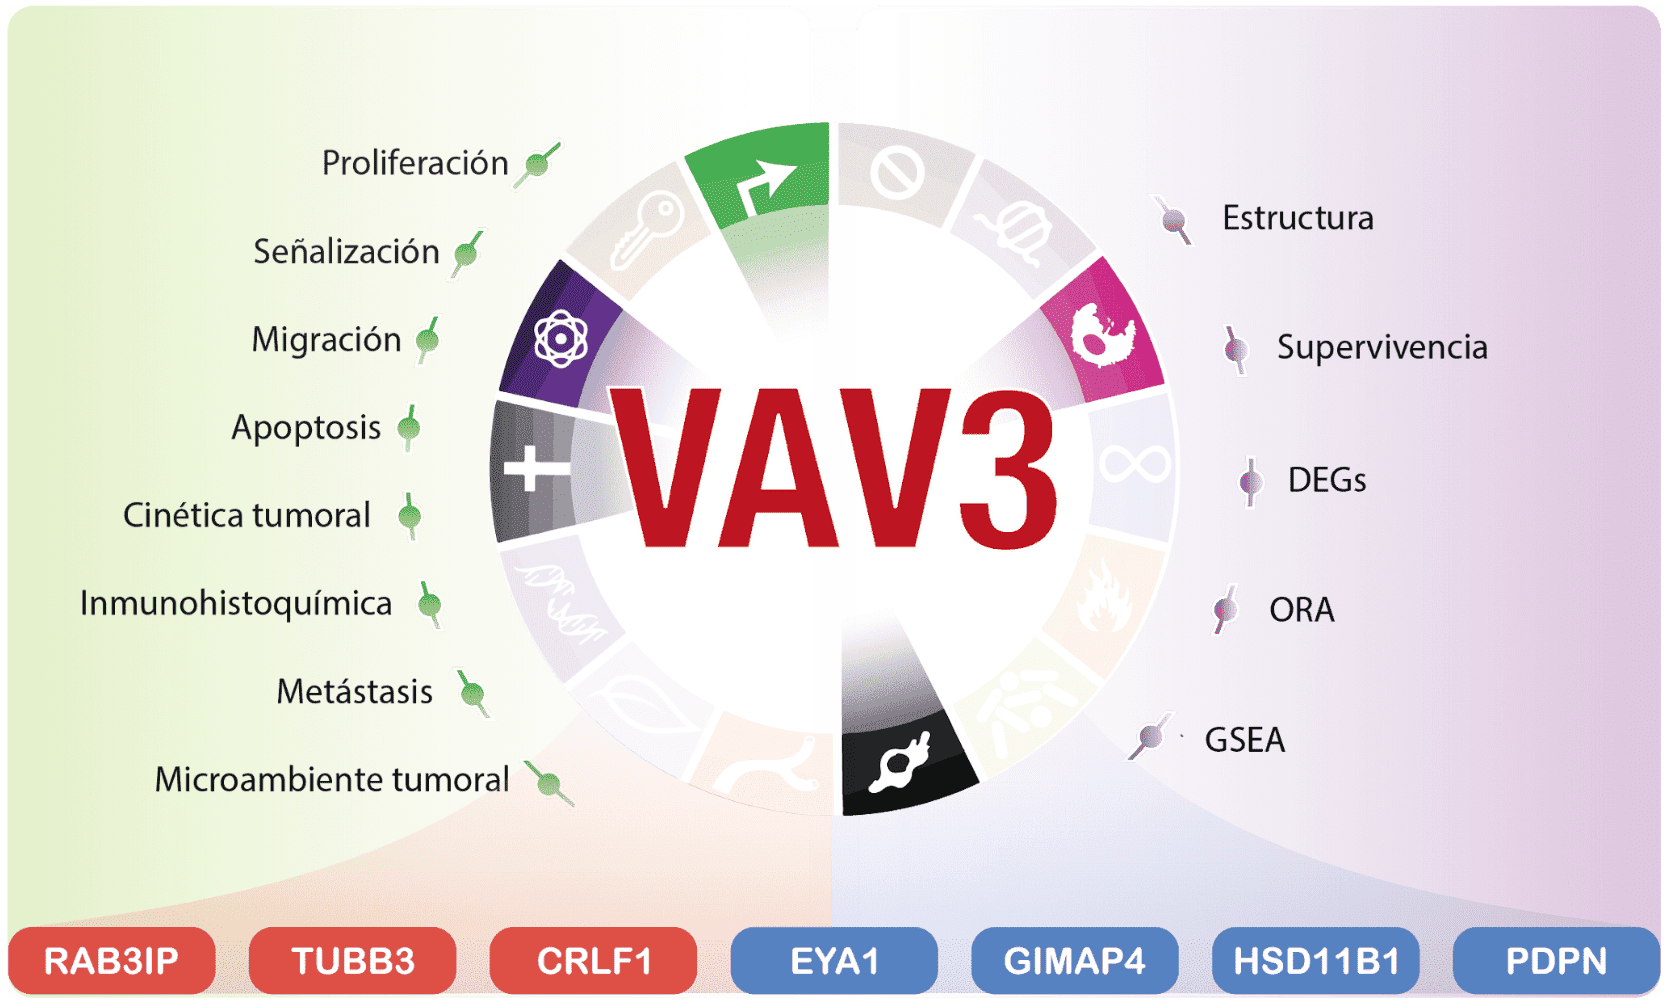 Proliferación
Señalización
Migración
Apoptosis
Cinética tumoral
Inmunohistoquímica
Metástasis
Microambiente tumoral
VAV3
Estructura
Supervivencia
DEGs
ORA
GSEA
RAB3IP
TUBB3
CRLF1
EYA1
GIMAP4
HSD11B1
PDPN